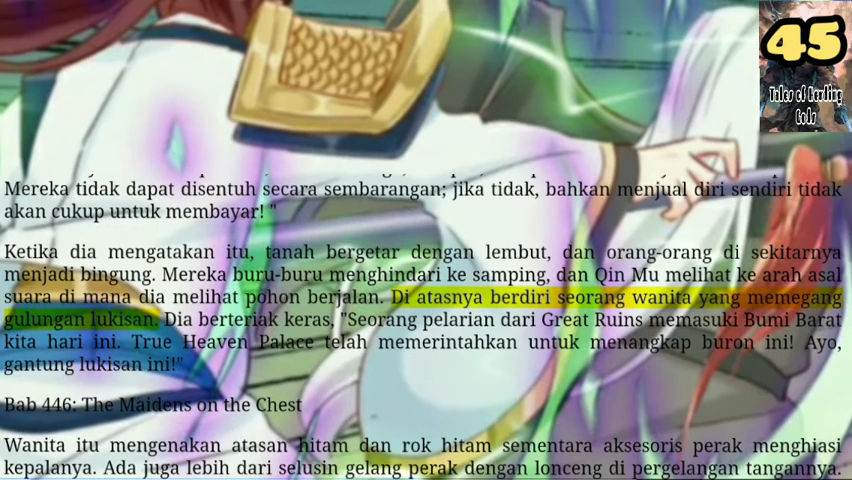 45
Tales of Herding
Gods
Mereka tidak dapat disentuh secara sembarangan; jika tidak, bahkan menjual diri sendiri tidak
akan cukup untuk membayar! "
Ketika dia mengatakan itu, tanah bergetar dengan lembut, dan orang-orang di sekitarnya
menjadi bingung. Mereka buru-buru menghindari ke samping, dan Qin Mu melihat ke arah asal
suara di mana dia melihat pohon berjalan. Di atasnya berdiri seorang wanita yang memegang
gulungan lukisan. Dia berteriak keras, "Seorang pelarian dari Great Ruins memasuki Bumi Barat
kita hari ini. True Heaven Palace telah memerintahkan untuk menangkap buron ini! Ayo,
gantung lukisan ini!"
Bab 446: The Maidens on the Chest
Wanita itu mengenakan atasan hitam dan rok hitam sementara aksesoris perak menghiasi
kepalanya. Ada juga lebih dari selusin gelang perak dengan lonceng di pergelangan tangannya.